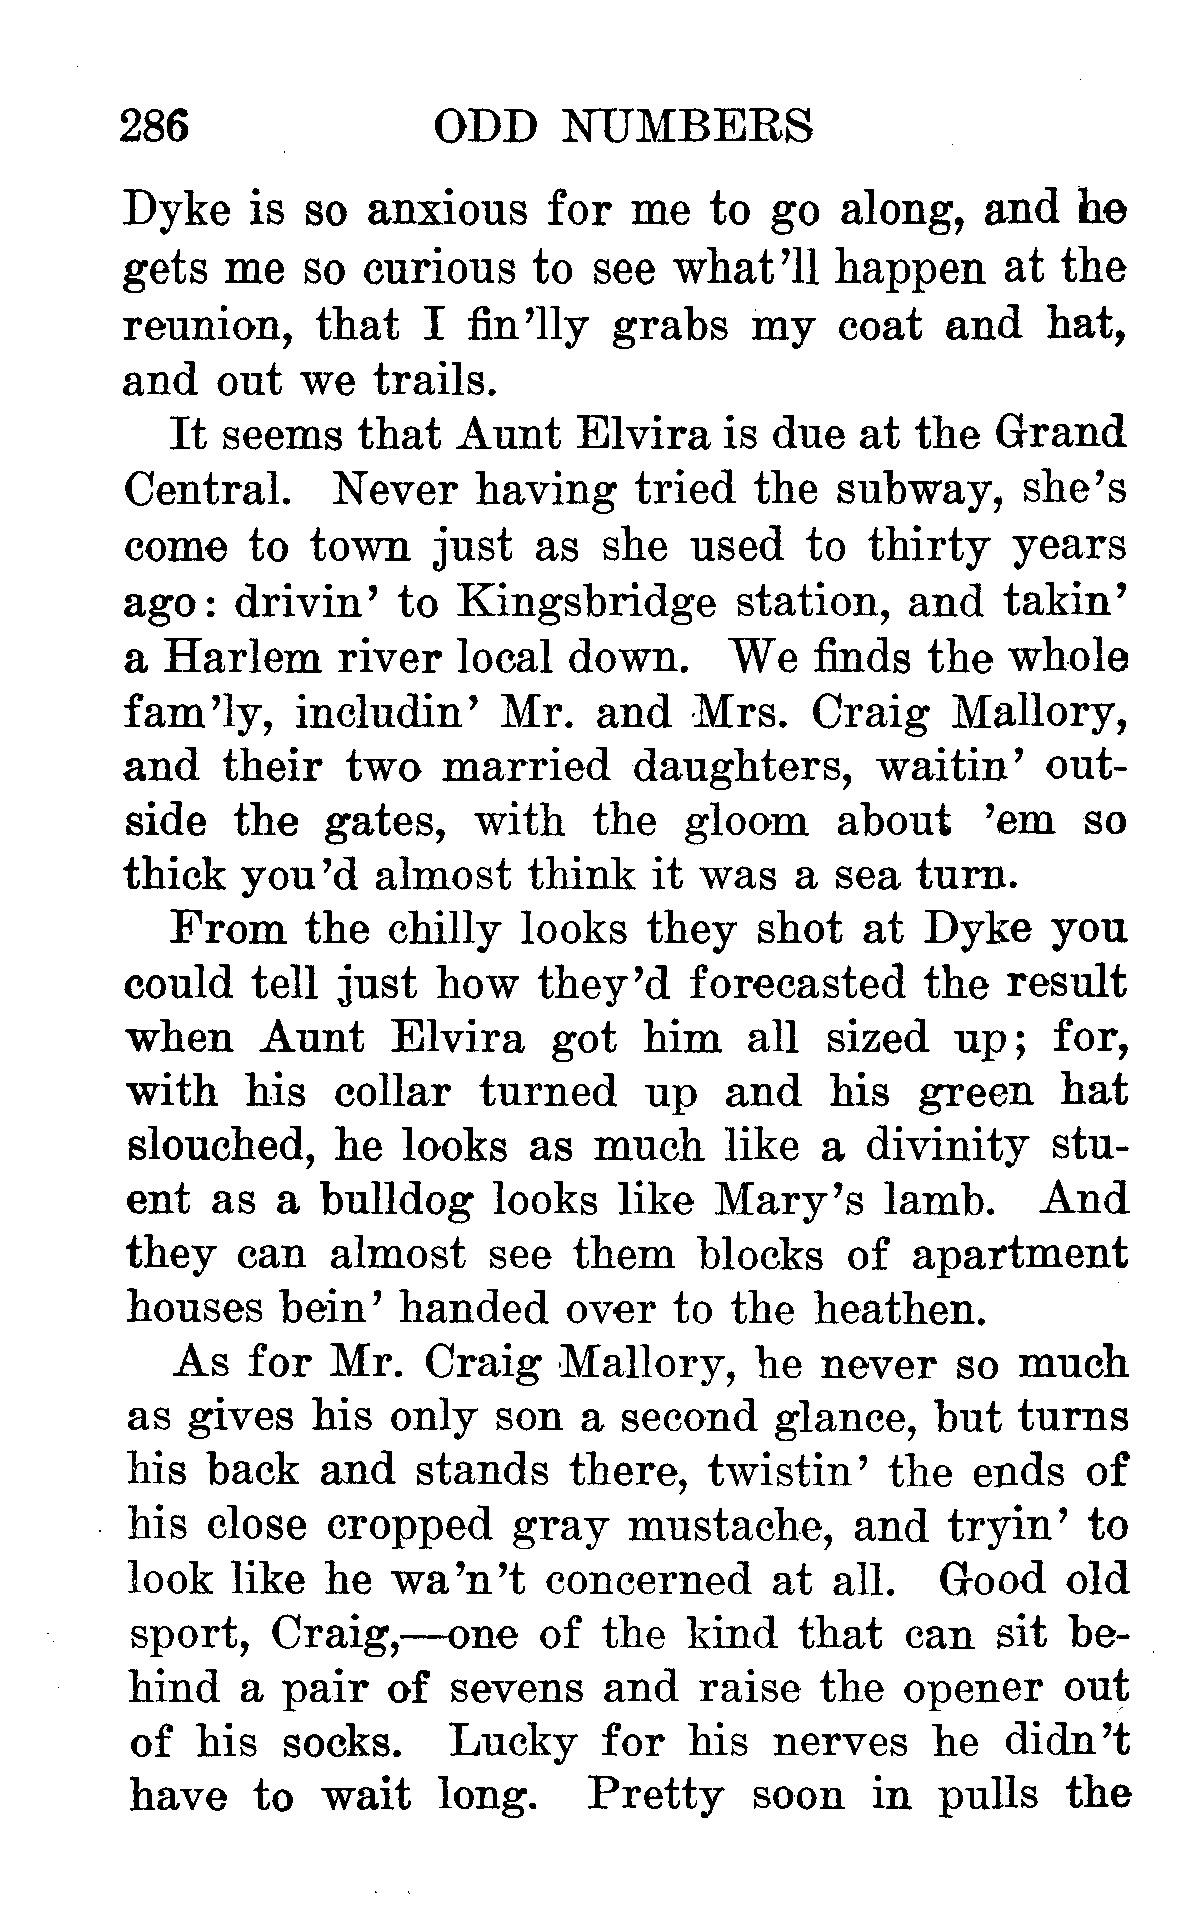 286 ODD NUMBERS
Dyke is so anxious for me to go along, and he
gets me so curious to see what'll happen at the
reunion, that I fin'lly grabs my coat and hat,
and out we trails.
It seems that Aunt Elvira is due at the Grand
Central. Never having tried the subway, she's
come to town just as she used to thirty years
ago: drivin' to Kingsbridge station, and takin'
a Harlem river local down. We finds the whole
fam'ly, includin' Mr. and Mrs. Craig Mallory,
and their two married daughters, waitin' out-
side the gates, with the gloom about 'em so
thick you'd almost think it was a sea turn.
From the chilly looks they shot at Dyke you
could tell just how they'd forecasted the result
when Aunt Elvira got him all sized up; for,
with his collar turned up and his green hat
slouched, he looks as much like a divinity stu-
ent as a bulldog looks like Mary's lamb. And
they can almost see them blocks of apartment
houses bein' handed over to the heathen.
As for Mr. Craig Mallory, he never so much
as gives his only son a second glance, but turns
his back and stands there, twistin' the ends of
his close cropped gray mustache, and tryin' to
look like he wa'n't concerned at all. Good old
sport, Craig,—one of the kind that can sit be-
hind a pair of sevens and raise the opener out
of his socks. Lucky for his nerves he didn't
have to wait long. Pretty soon in pulls the